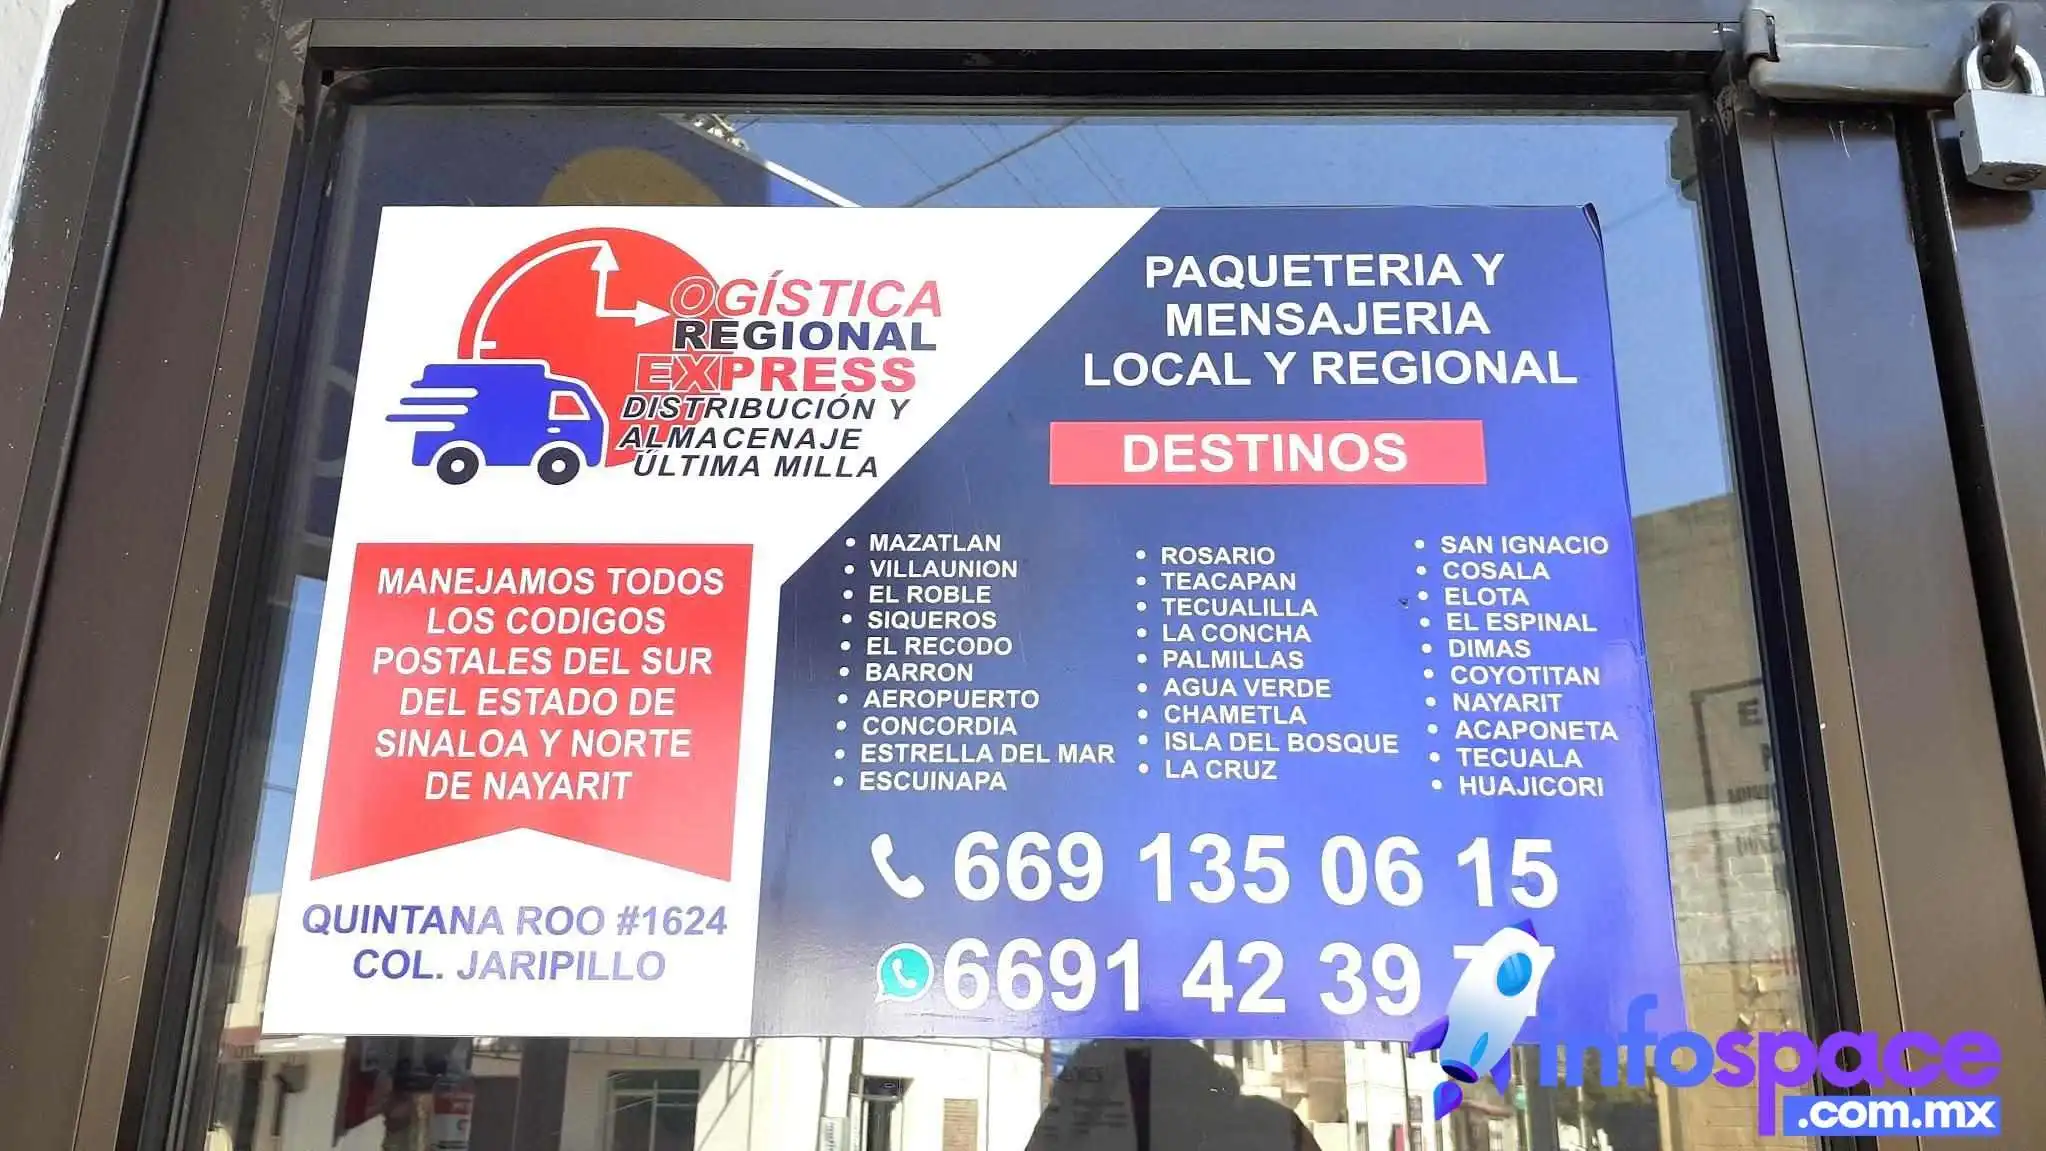 LOGÍSTICA
REGIONAL
EXPRESS
DISTRIBUCIÓN Y
ALMACENAJE
ÚLTIMA MILLA
MANEJAMOS TODOS
LOS CODIGOS
POSTALES DEL SUR
DEL ESTADO DE
SINALOA Y NORTE
DE NAYARIT
QUINTANA ROO #1624
COL. JARIPILLO
PAQUETERIA Y
MENSAJERIA
LOCAL Y REGIONAL
DESTINOS
• MAZATLAN
• VILLAUNION
• EL ROBLE
• SIQUEROS
• EL RECODO
• BARRON
• AEROPUERTO
• CONCORDIA
• ESTRELLA DEL MAR
• ESCUINAPA
• ROSARIO
• TEACAPAN
• TECUALILLA
• LA CONCHA
• PALMILLAS
• AGUA VERDE
• CHAMETLA
• ISLA DEL BOSQUE
• LA CRUZ
• SAN IGNACIO
• COSALA
• ELOTA
• EL ESPINAL
• DIMAS
• COYOTITAN
• NAYARIT
• ACAPONETA
• TECUALA
• HUAJICORI
669 135 06 15
6691 42 39
infospace
.com.mx